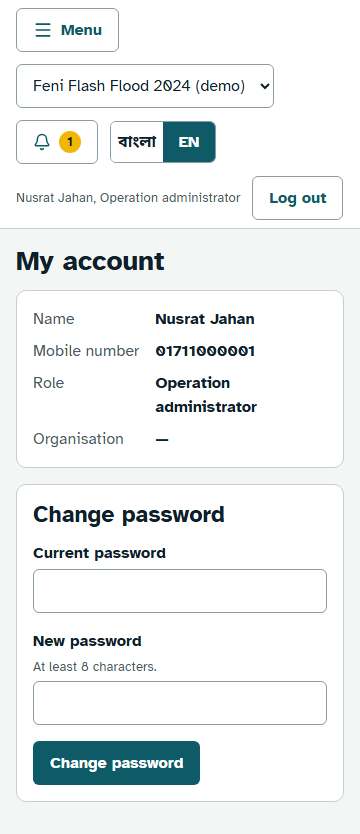 Menu
Feni Flash Flood 2024 (demo)
1
বাংলা EN
Nusrat Jahan, Operation administrator Log out
My account
Name Nusrat Jahan
Mobile number 01711000001
Role Operation
administrator
Organisation —
Change password
Current password
New password
At least 8 characters.
Change password